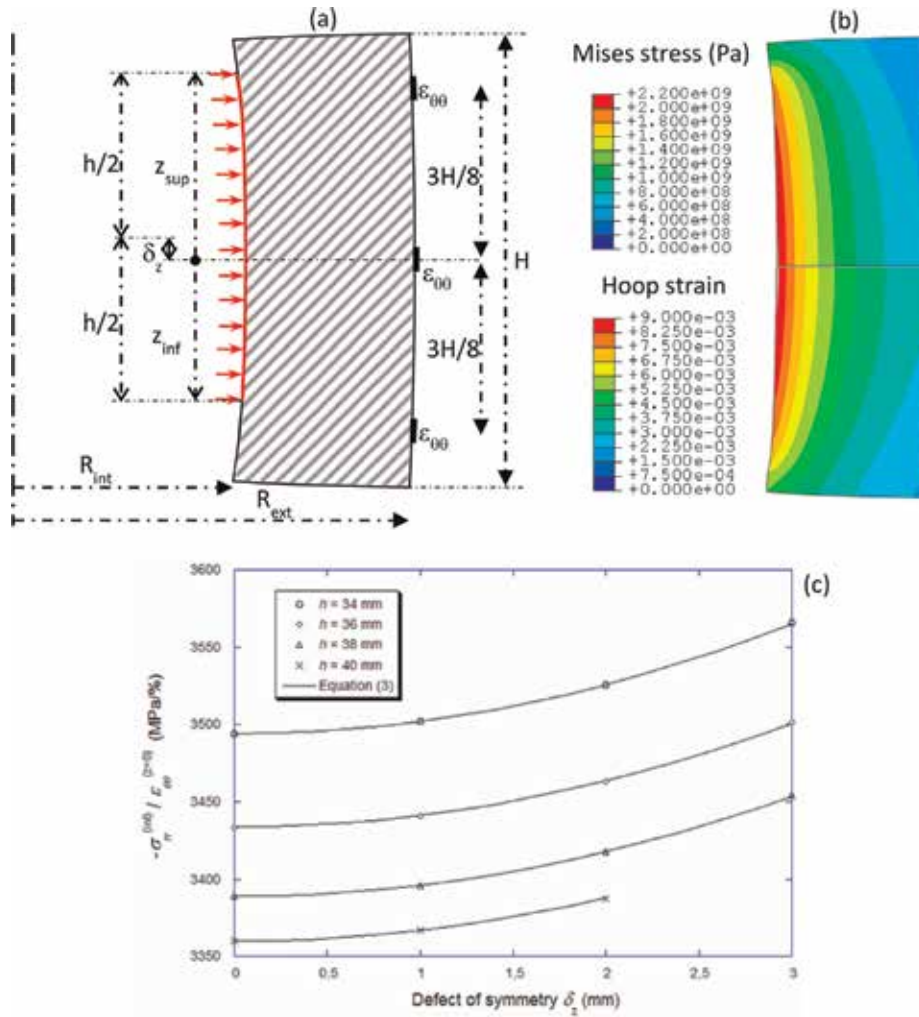 (a)
(b)
Mises stress (Pa)
+2.200e+09
+2.000e+09
+1.800e+09
+1.600e+09
+1.400e+09
+1.200e+09
+1.000e+09
+8.000e+08
+6.000e+08
+4.000e+08
+2.000e+08
+0.000e+00
Hoop strain
+9.000e-03
+8.250e-03
+7.500e-03
+6.750e-03
+6.000e-03
+5.250e-03
+4.500e-03
+3.750e-03
+3.000e-03
+2.250e-03
+1.500e-03
+7.500e-04
+0.000e+00
h/2
z_sup
δ_z
h/2
z_inf
R_int
R_ext
ε_θθ
3H/8
ε_θθ
H
3H/8
ε_θθ
(c)
3600
3550
3500
3450
3400
3350
h = 34 mm
h = 36 mm
h = 38 mm
h = 40 mm
Equation (3)
-σ_rr^(int) / ε_θθ^(z=0) (MPa/%)
0 0,5 1 1,5 2 2,5 3
Defect of symmetry δ_z (mm)